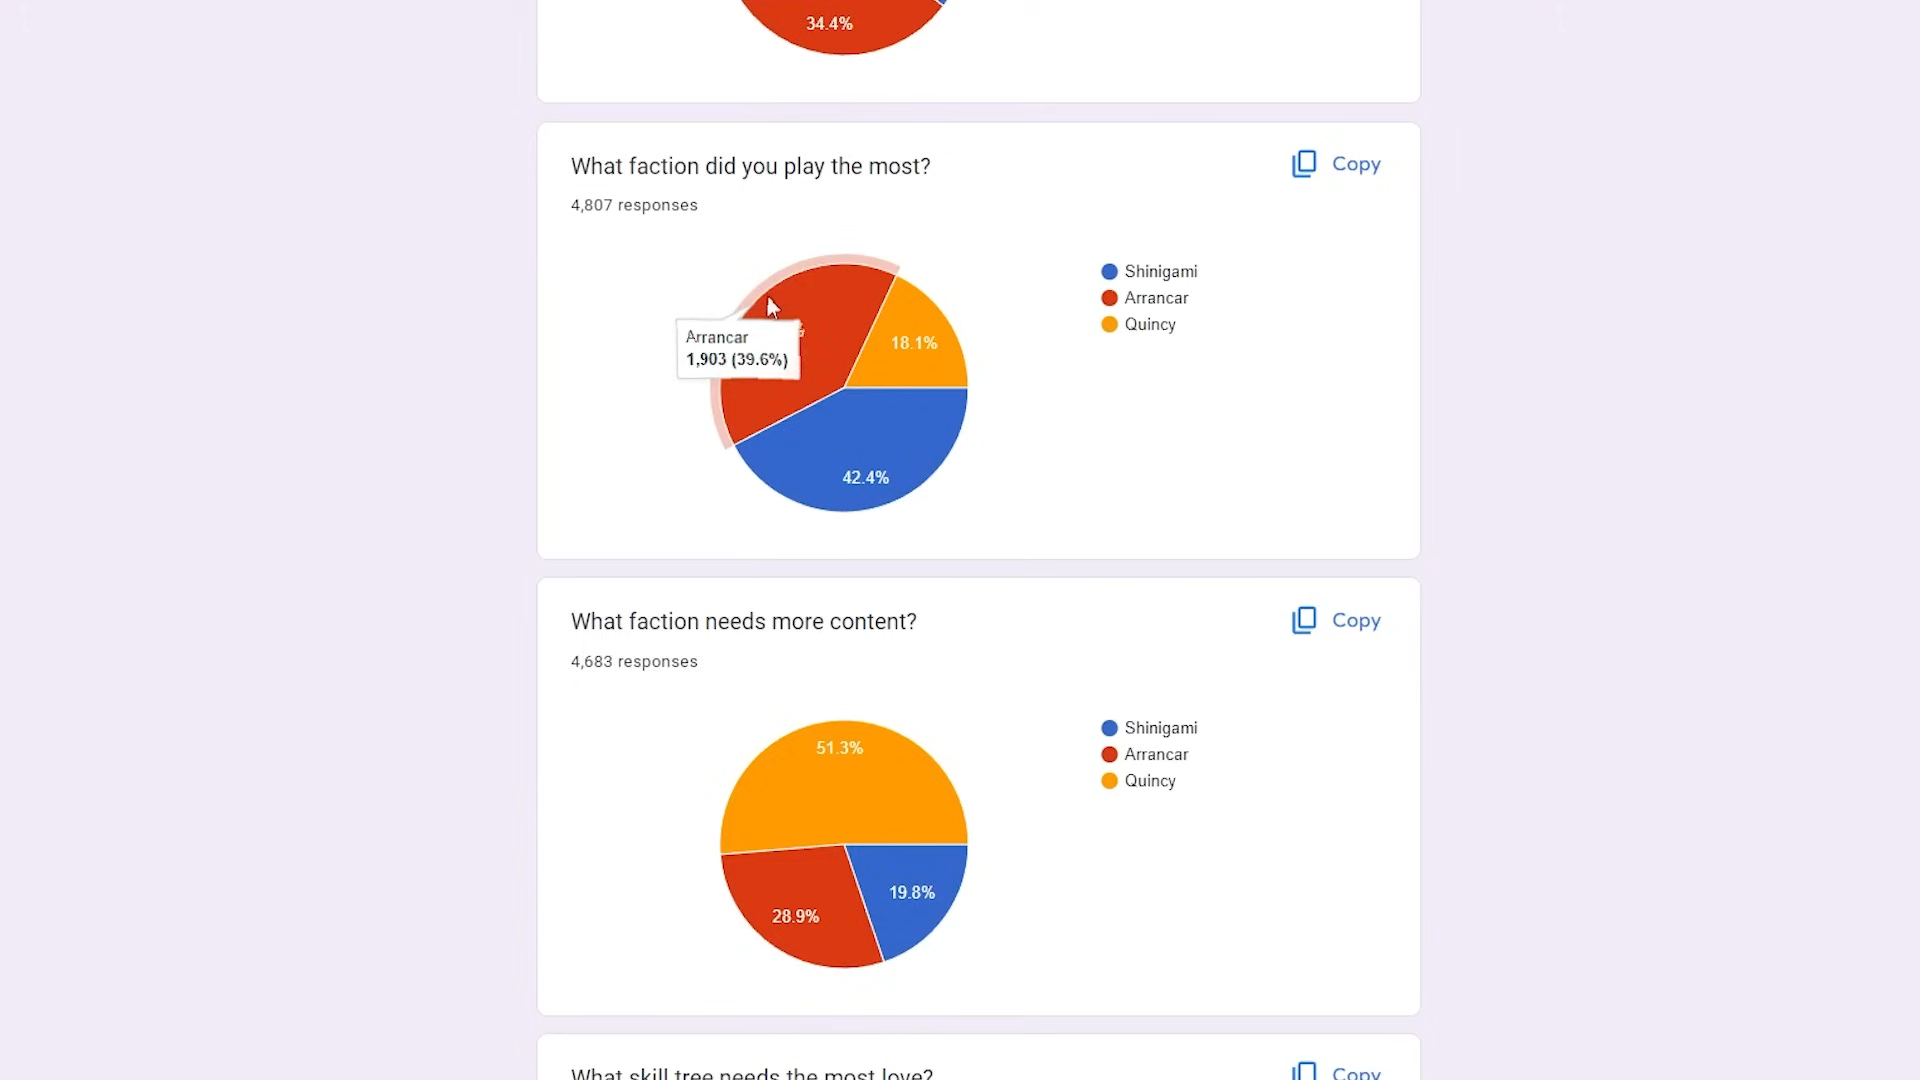 34.4%
What faction did you play the most?
Copy
4,807 responses
Shinigami
Arrancar
Quincy
Arrancar
1,903 (39.6%)
18.1%
42.4%
What faction needs more content?
Copy
4,683 responses
Shinigami
Arrancar
Quincy
51.3%
19.8%
28.9%
What skill tree needs the most love?
Copy